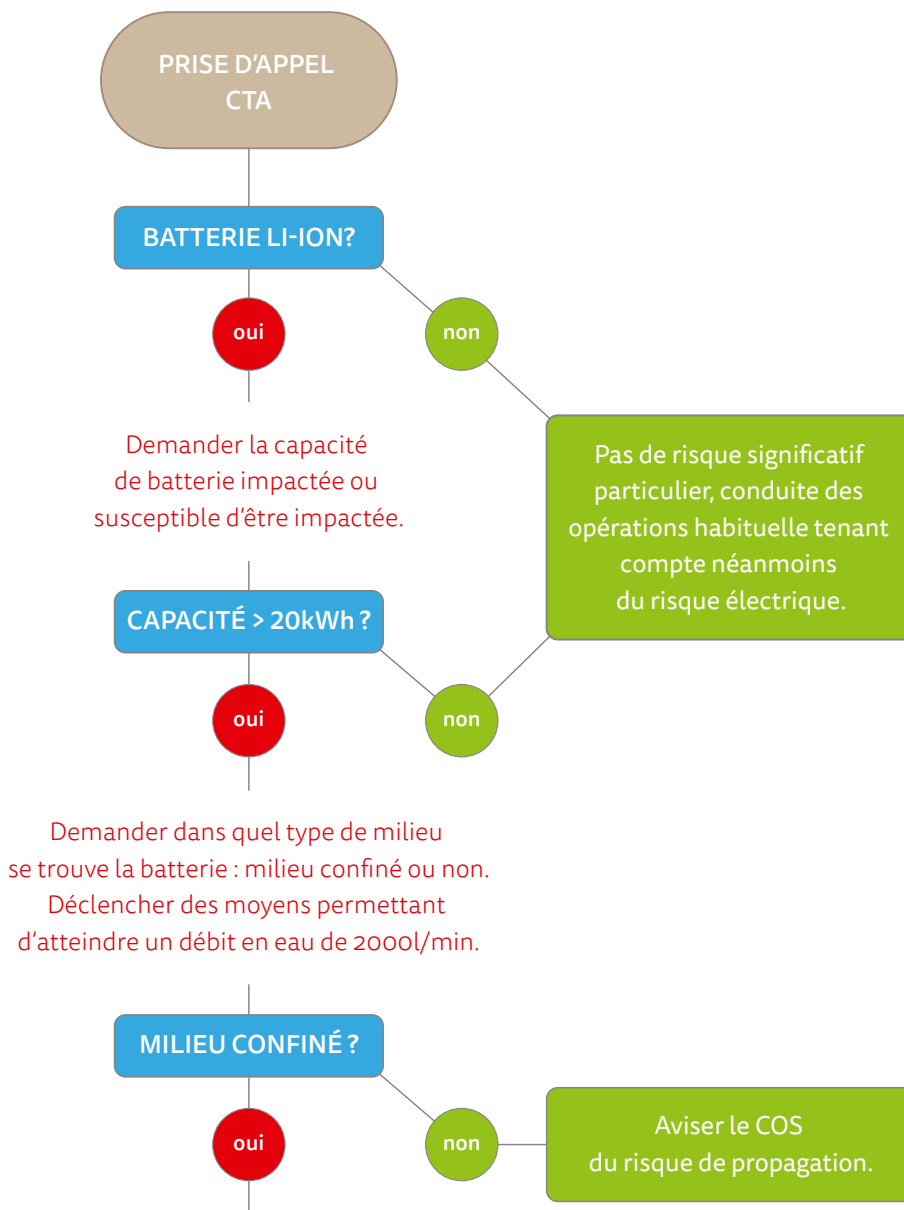 PRISE D'APPEL
CTA
BATTERIE LI-ION?
oui
non
Demander la capacité
de batterie impactée ou
susceptible d'être impactée.
Pas de risque significatif
particulier, conduite des
opérations habituelle tenant
compte néanmoins
du risque électrique.
CAPACITÉ > 20kWh ?
oui
non
Demander dans quel type de milieu
se trouve la batterie : milieu confiné ou non.
Déclencher des moyens permettant
d'atteindre un débit en eau de 2000l/min.
MILIEU CONFINÉ ?
oui
non
Aviser le COS
du risque de propagation.